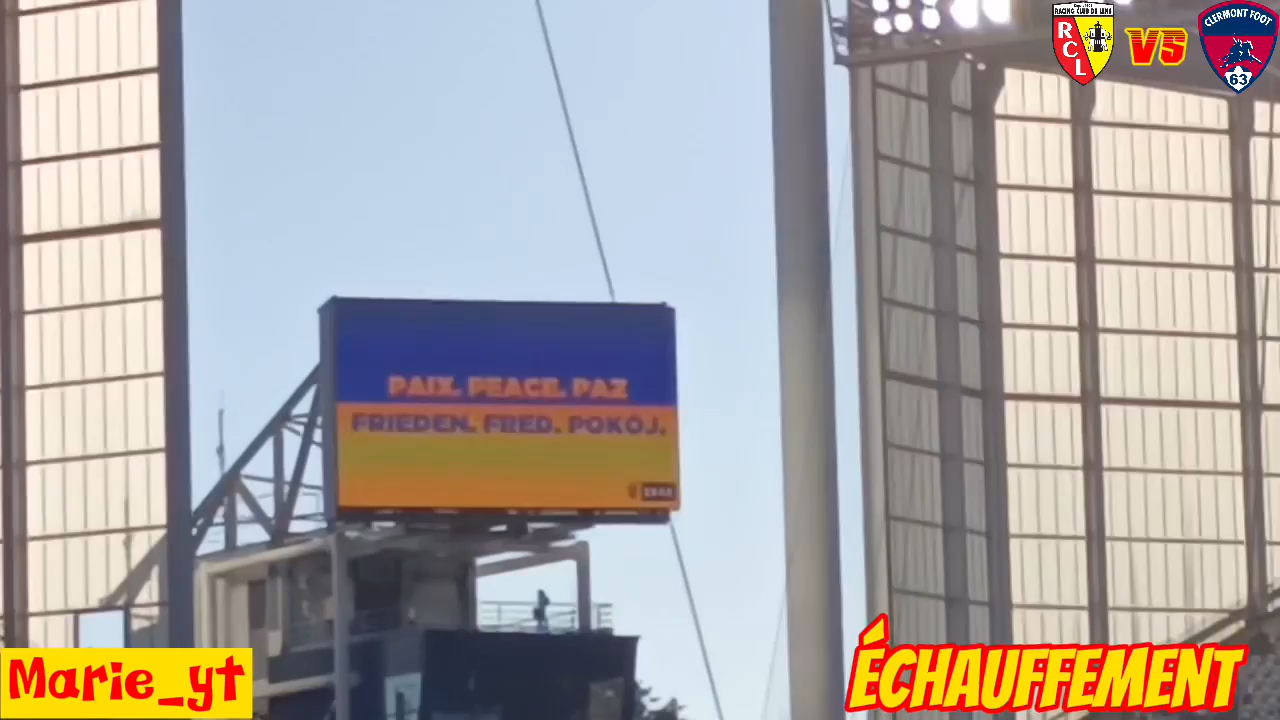 RACING CLUB DE LENS
RCL
VS
CLERMONT FOOT
63
PAIX. PEACE. PAZ
FRIEDEN. FRED. POKÓJ.
Marie_yt
ÉCHAUFFEMENT